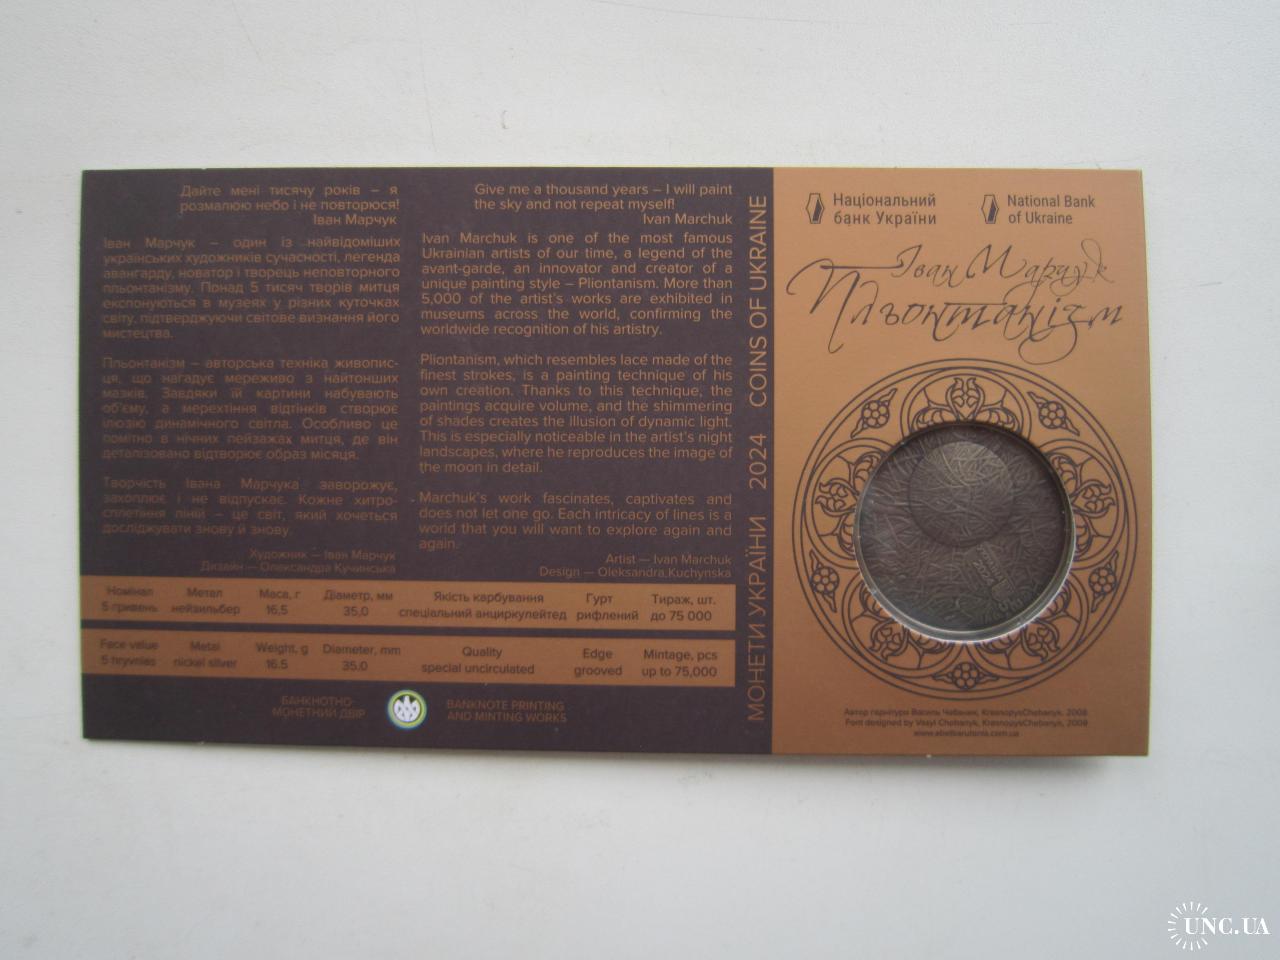 Дайте мені тисячу років – я
розмалюю небо і не повторюся!
Іван Марчук
Іван Марчук – один із найвідоміших
українських художників сучасності, легенда
авангарду, новатор і творець неповторного
пльонтанізму. Понад 5 тисяч творів митця
експонуються в музеях у різних куточках
світу, підтверджуючи світове визнання його
мистецтва.
Пльонтанізм – авторська техніка живопис-
ця, що нагадує мереживо з найтонших
мазків. Завдяки їй картини набувають
об'єму, а мерехтіння відтінків створює
ілюзію динамічного світла. Особливо це
помітно в нічних пейзажах митця, де він
деталізовано відтворює образ місяця.
Творчість Івана Марчука заворожує,
захоплює і не відпускає. Кожне хитро-
сплетіння ліній – це світ, який хочеться
досліджувати знову й знову.
Художник — Іван Марчук
Дизайн — Олександра Кучинська
Give me a thousand years – I will paint
the sky and not repeat myself!
Ivan Marchuk
Ivan Marchuk is one of the most famous
Ukrainian artists of our time, a legend of the
avant-garde, an innovator and creator of a
unique painting style – Pliontanism. More than
5,000 of the artist's works are exhibited in
museums across the world, confirming the
worldwide recognition of his artistry.
Pliontanism, which resembles lace made of the
finest strokes, is a painting technique of his
own creation. Thanks to this technique, the
paintings acquire volume, and the shimmering
of shades creates the illusion of dynamic light.
This is especially noticeable in the artist's night
landscapes, where he reproduces the image of
the moon in detail.
Marchuk's work fascinates, captivates and
does not let one go. Each intricacy of lines is a
world that you will want to explore again and
again.
Artist — Ivan Marchuk
Design — Oleksandra Kuchynska
Номінал Метал Маса, г Діаметр, мм Якість карбування Гурт Тираж, шт.
5 гривень нейзильбер 16,5 35,0 спеціальний анциркулейтед рифлений до 75 000
Face value Metal Weight, g Diameter, mm Quality Edge Mintage, pcs
5 hryvnias nickel silver 16.5 35.0 special uncirculated grooved up to 75,000
БАНКНОТНО-
МОНЕТНИЙ ДВІР
BANKNOTE PRINTING
AND MINTING WORKS
МОНЕТИ УКРАЇНИ 2024 COINS OF UKRAINE
Національний
банк України
National Bank
of Ukraine
Іван Марчук
Пльонтанізм
2024
Автор гарнітури Василь Чебаник, KrasnopysChebanyk, 2008
Font designed by Vasyl Chebanyk, KrasnopysChebanyk, 2008
UNC.UA